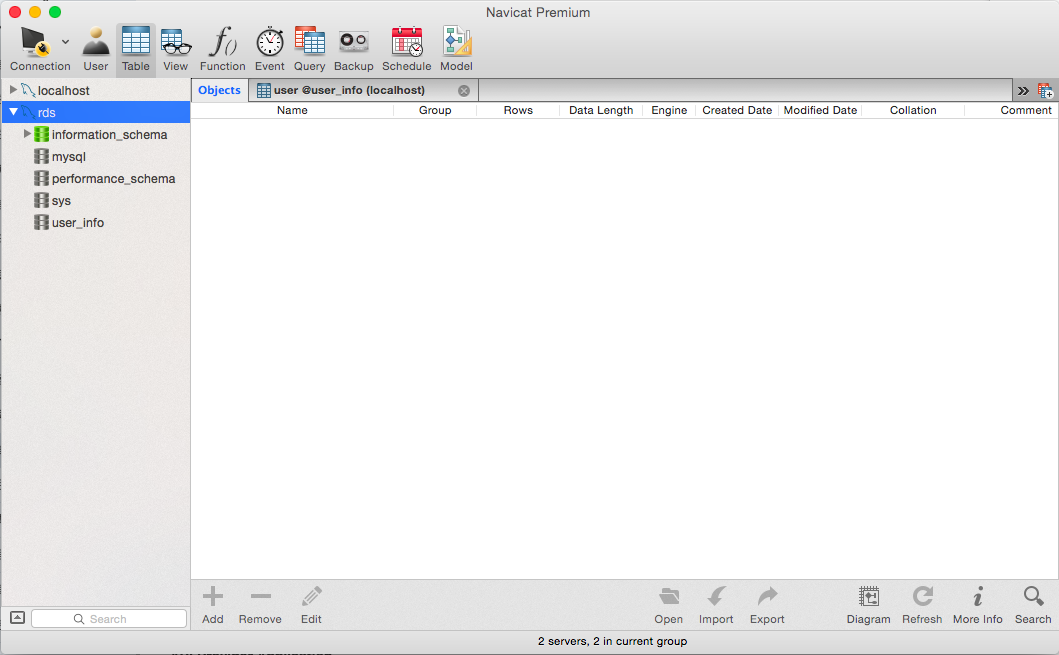 Navicat Premium
Connection User Table View Function Event Query Backup Schedule Model
localhost
rds
information_schema
mysql
performance_schema
sys
user_info
Objects user @user_info (localhost)
Name Group Rows Data Length Engine Created Date Modified Date Collation Comment
Search
Add Remove Edit Open Import Export Diagram Refresh More Info Search
2 servers, 2 in current group